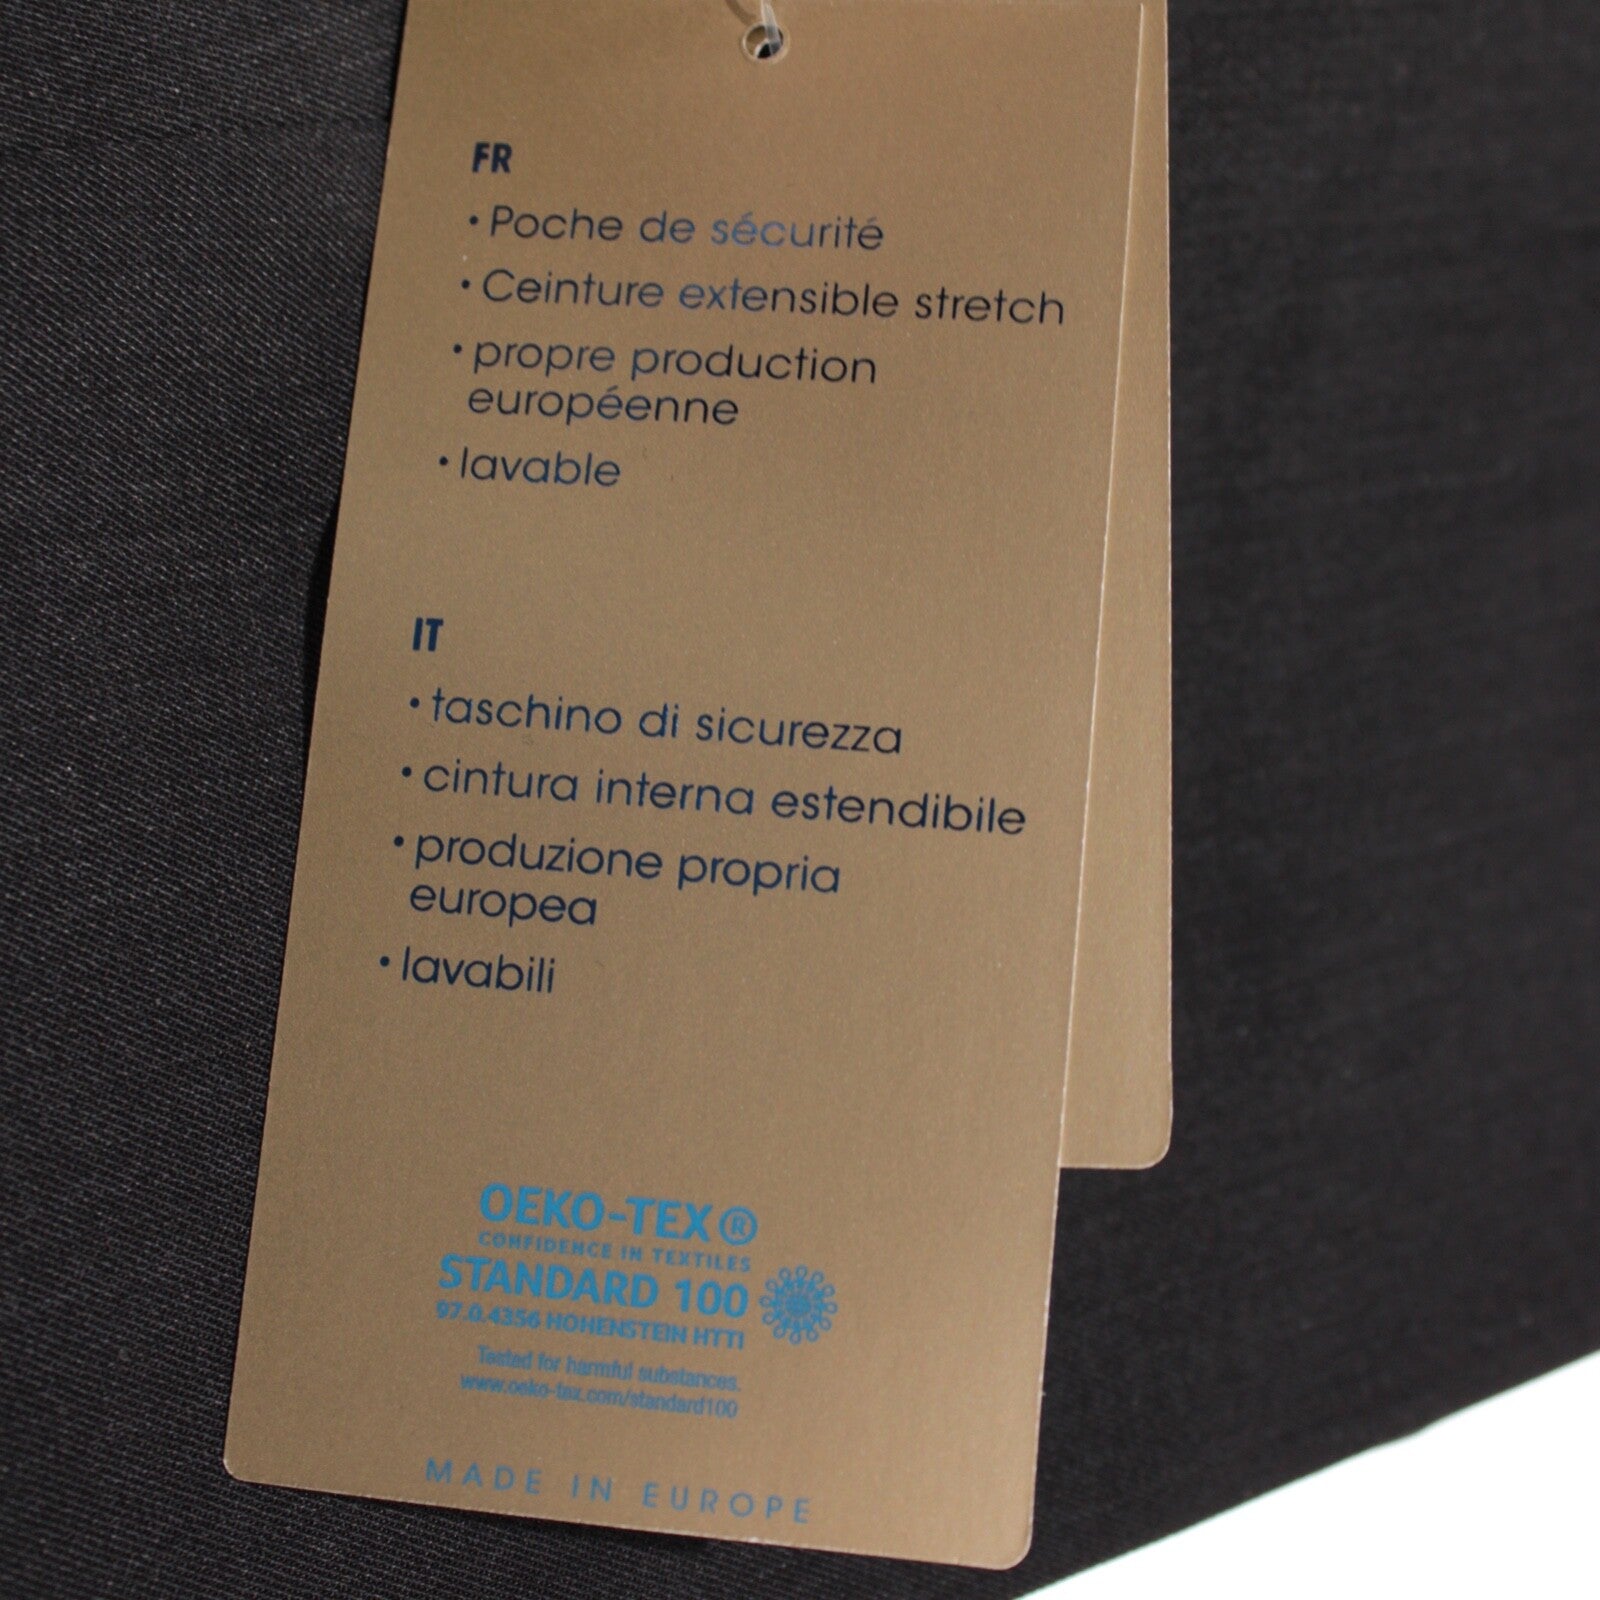 FR
• Poche de sécurité
• Ceinture extensible stretch
• propre production
européenne
• lavable
IT
• taschino di sicurezza
• cintura interna estendibile
• produzione propria
europea
• lavabili
OEKO-TEX®
CONFIDENCE IN TEXTILES
STANDARD 100
97.0.4356 HOHENSTEIN HTTI
Tested for harmful substances.
www.oeko-tex.com/standard100
MADE IN EUROPE